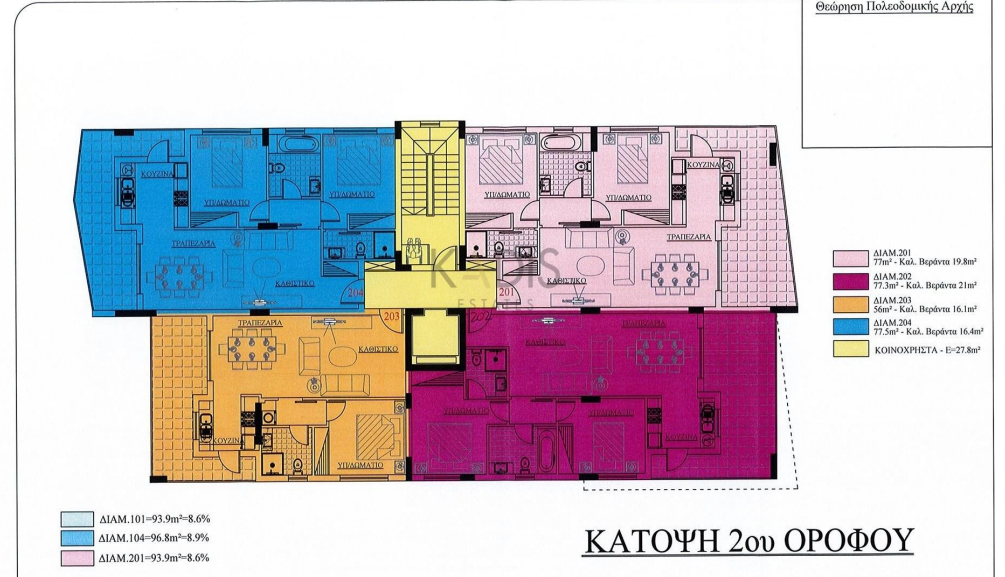 Θεώρηση Πολεοδομικής Αρχής
ΚΟΥΖΙΝΑ
ΥΠ/ΔΩΜΑΤΙΟ
ΥΠ/ΔΩΜΑΤΙΟ
ΤΡΑΠΕΖΑΡΙΑ
ΚΑΘΙΣΤΙΚΟ
204
ΥΠ/ΔΩΜΑΤΙΟ
ΥΠ/ΔΩΜΑΤΙΟ
ΚΟΥΖΙΝΑ
ΤΡΑΠΕΖΑΡΙΑ
ΚΑΘΙΣΤΙΚΟ
201
KADIS
ESTATES
203
202
ΤΡΑΠΕΖΑΡΙΑ
ΚΑΘΙΣΤΙΚΟ
ΚΟΥΖΙΝΑ
ΥΠ/ΔΩΜΑΤΙΟ
ΤΡΑΠΕΖΑΡΙΑ
ΚΑΘΙΣΤΙΚΟ
ΥΠ/ΔΩΜΑΤΙΟ
ΥΠ/ΔΩΜΑΤΙΟ
ΚΟΥΖΙΝΑ
ΔΙΑΜ.201
77m² - Καλ. Βεράντα 19.8m²
ΔΙΑΜ.202
77.3m² - Καλ. Βεράντα 21m²
ΔΙΑΜ.203
56m² - Καλ. Βεράντα 16.1m²
ΔΙΑΜ.204
77.5m² - Καλ. Βεράντα 16.4m²
ΚΟΙΝΟΧΡΗΣΤΑ - Ε=27.8m²
ΔΙΑΜ.101=93.9m²=8.6%
ΔΙΑΜ.104=96.8m²=8.9%
ΔΙΑΜ.201=93.9m²=8.6%
ΚΑΤΟΨΗ 2ου ΟΡΟΦΟΥ